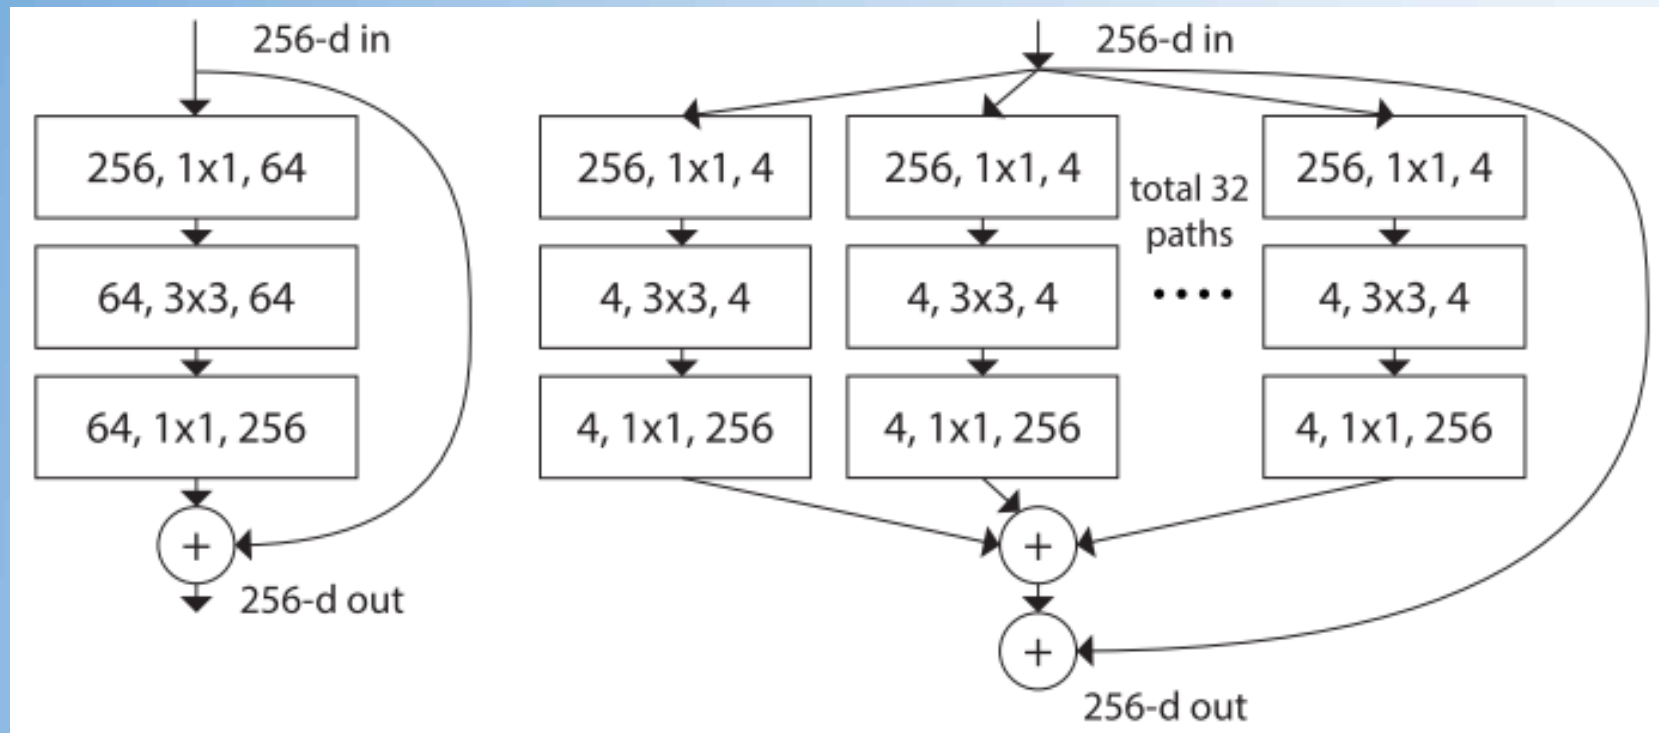 256-d in
256, 1x1, 64
64, 3x3, 64
64, 1x1, 256
+
256-d out
256-d in
256, 1x1, 4
4, 3x3, 4
4, 1x1, 256
256, 1x1, 4
4, 3x3, 4
4, 1x1, 256
total 32
paths
....
256, 1x1, 4
4, 3x3, 4
4, 1x1, 256
+
+
256-d out